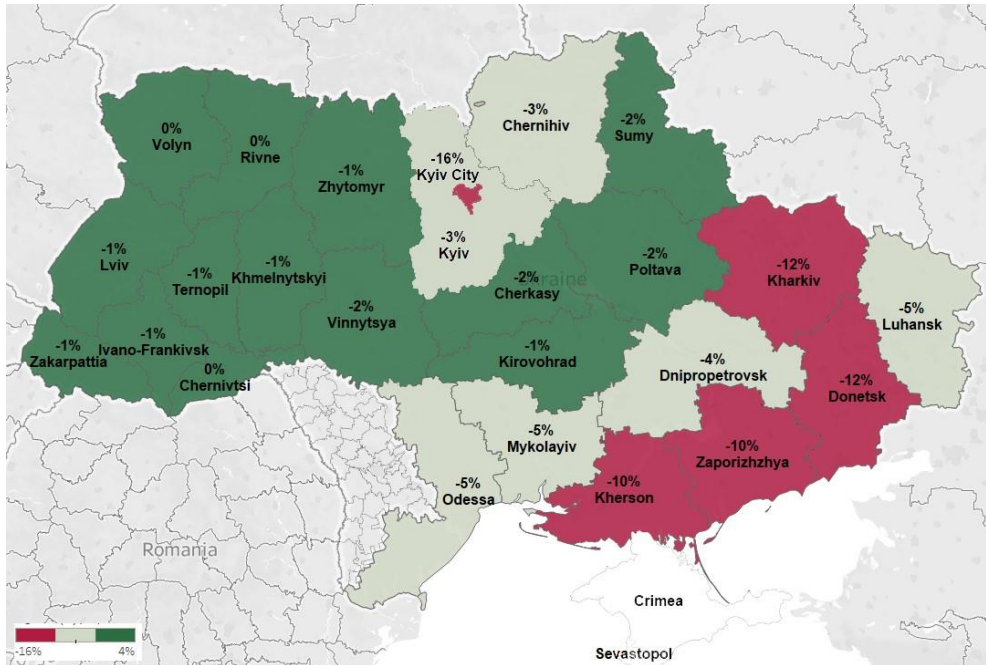 -3%
Chernihiv
-2%
Sumy
0%
Volyn
0%
Rivne
-1%
Zhytomyr
-16%
Kyiv City
-3%
Kyiv
-1%
Lviv
-1%
Ternopil
-1%
Khmelnytskyi
-2%
Vinnytsya
-2%
Cherkasy
-2%
Poltava
-12%
Kharkiv
-5%
Luhansk
-1%
Zakarpattia
-1%
Ivano-Frankivsk
0%
Chernivtsi
-1%
Kirovohrad
-4%
Dnipropetrovsk
-12%
Donetsk
-5%
Mykolayiv
-5%
Odessa
-10%
Kherson
-10%
Zaporizhzhya
Romania
Crimea
Sevastopol
-16%
4%